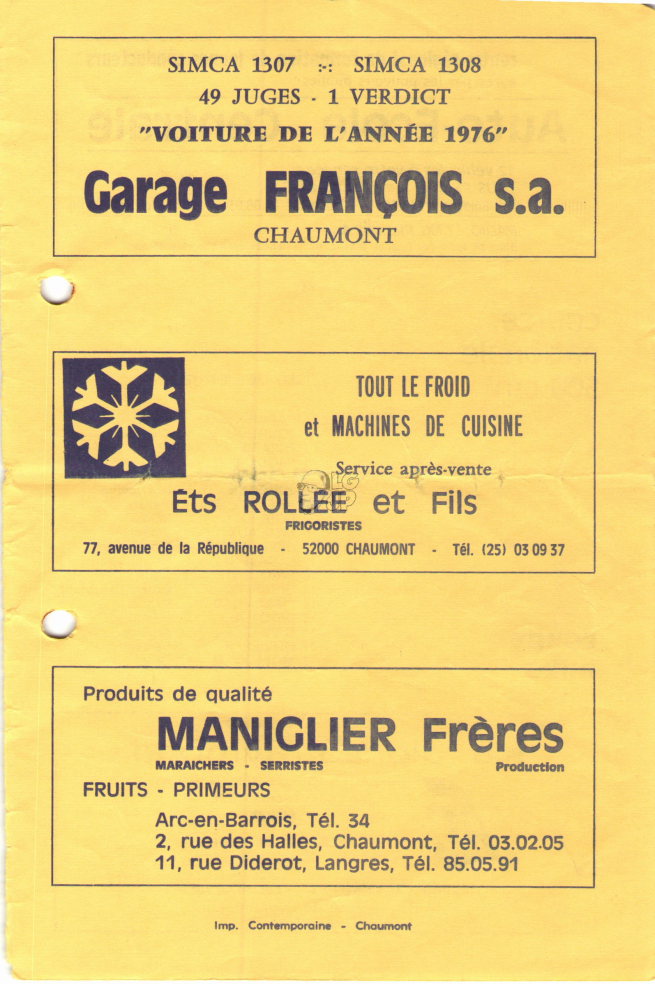 SIMCA 1307 :-: SIMCA 1308
49 JUGES - 1 VERDICT
"VOITURE DE L'ANNÉE 1976"
Garage FRANÇOIS s.a.
CHAUMONT
TOUT LE FROID
et MACHINES DE CUISINE
Service après-vente
Ets ROLLÉE et Fils
FRIGORISTES
77, avenue de la République - 52000 CHAUMONT - Tél. (25) 03 09 37
Produits de qualité
MANIGLIER Frères
MARAICHERS - SERRISTES Production
FRUITS - PRIMEURS
Arc-en-Barrois, Tél. 34
2, rue des Halles, Chaumont, Tél. 03.02.05
11, rue Diderot, Langres, Tél. 85.05.91
Imp. Contemporaine - Chaumont